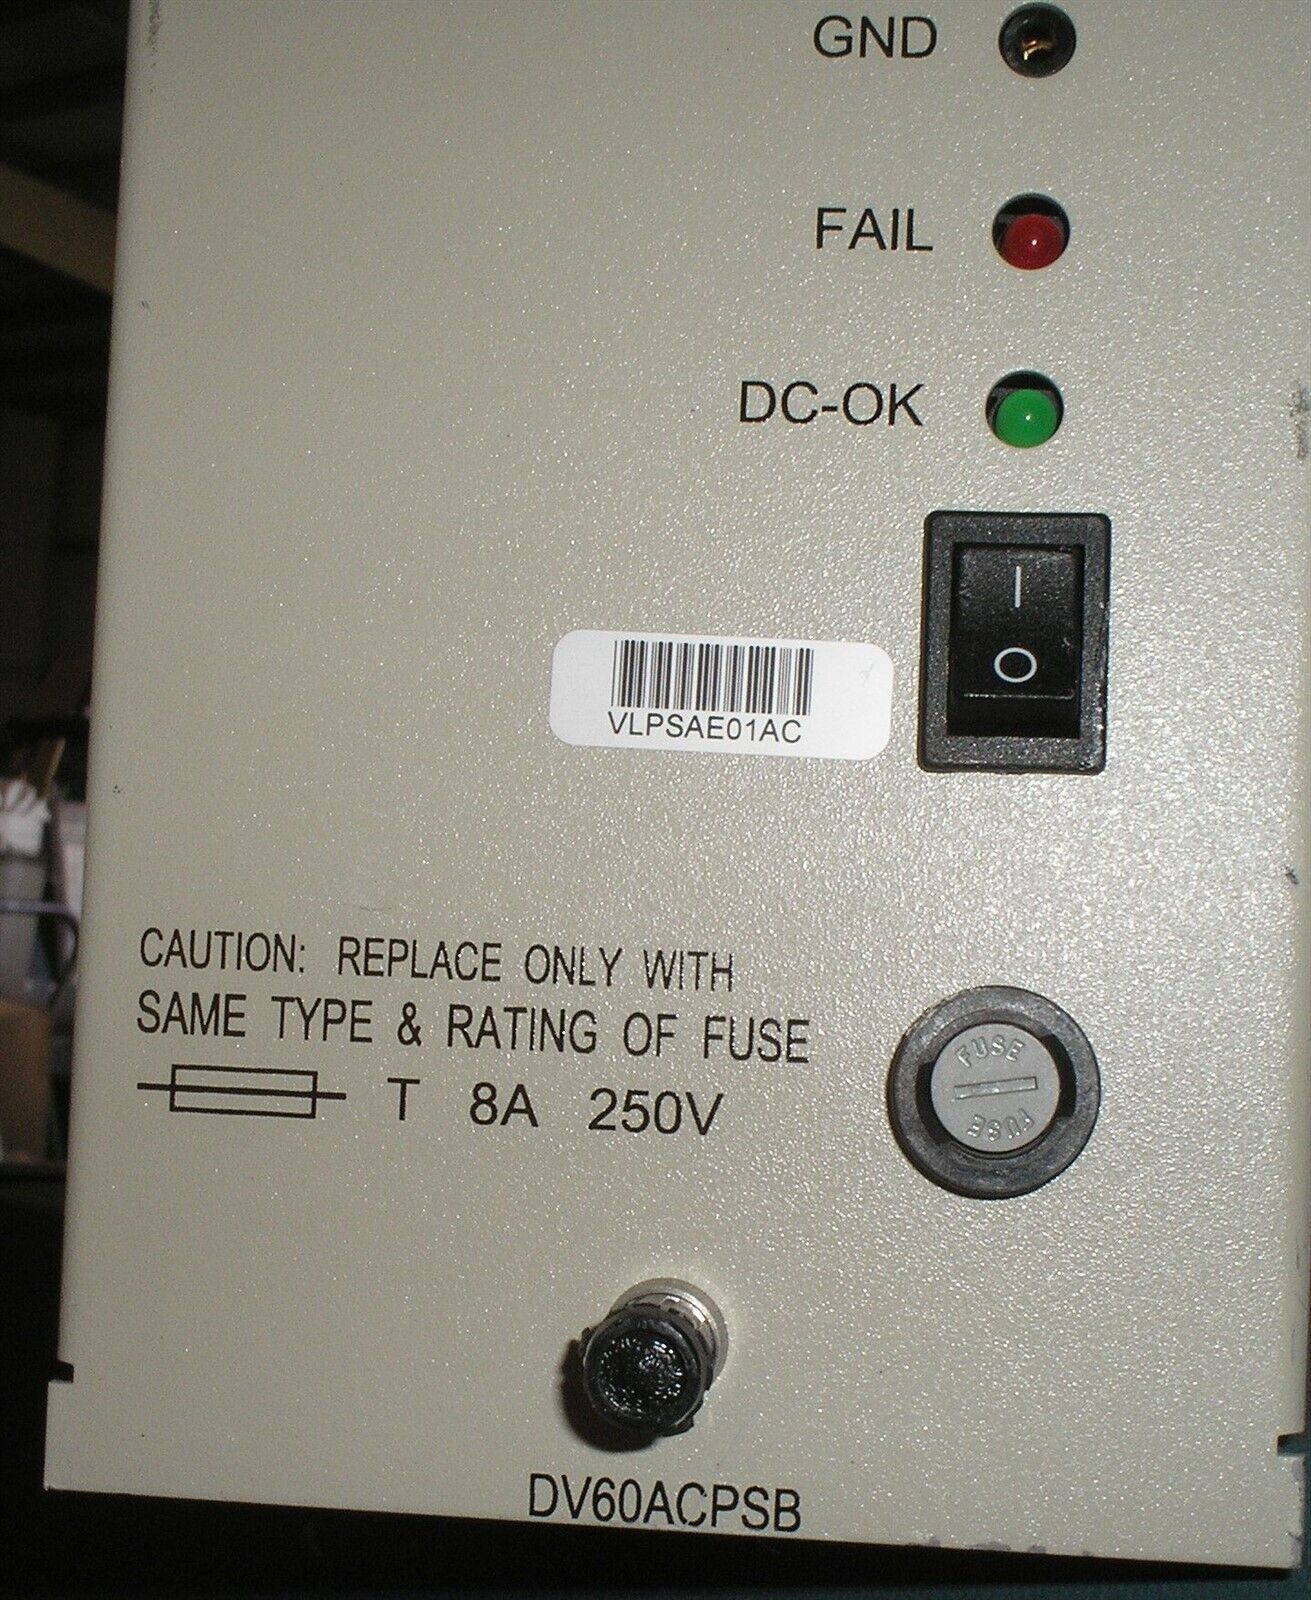 GND
FAIL
DC-OK
I
O
VLPSAE01AC
CAUTION: REPLACE ONLY WITH
SAME TYPE & RATING OF FUSE
T 8A 250V
FUSE
FUSE
DV60ACPSB